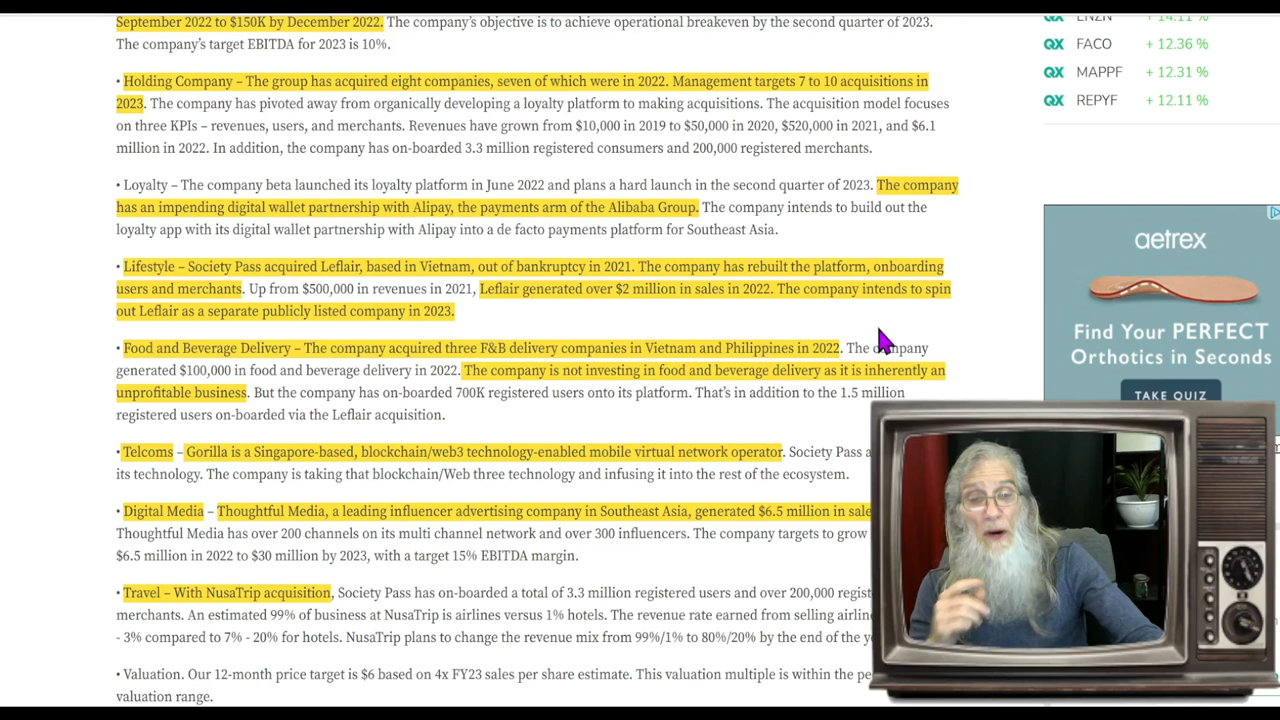 September 2022 to $150K by December 2022. The company's objective is to achieve operational breakeven by the second quarter of 2023.
The company's target EBITDA for 2023 is 10%.
• Holding Company – The group has acquired eight companies, seven of which were in 2022. Management targets 7 to 10 acquisitions in
2023. The company has pivoted away from organically developing a loyalty platform to making acquisitions. The acquisition model focuses
on three KPIs – revenues, users, and merchants. Revenues have grown from $10,000 in 2019 to $50,000 in 2020, $520,000 in 2021, and $6.1
million in 2022. In addition, the company has on-boarded 3.3 million registered consumers and 200,000 registered merchants.
• Loyalty – The company beta launched its loyalty platform in June 2022 and plans a hard launch in the second quarter of 2023. The company
has an impending digital wallet partnership with Alipay, the payments arm of the Alibaba Group. The company intends to build out the
loyalty app with its digital wallet partnership with Alipay into a de facto payments platform for Southeast Asia.
• Lifestyle – Society Pass acquired Leflair, based in Vietnam, out of bankruptcy in 2021. The company has rebuilt the platform, onboarding
users and merchants. Up from $500,000 in revenues in 2021, Leflair generated over $2 million in sales in 2022. The company intends to spin
out Leflair as a separate publicly listed company in 2023.
• Food and Beverage Delivery – The company acquired three F&B delivery companies in Vietnam and Philippines in 2022. The company
generated $100,000 in food and beverage delivery in 2022. The company is not investing in food and beverage delivery as it is inherently an
unprofitable business. But the company has on-boarded 700K registered users onto its platform. That's in addition to the 1.5 million
registered users on-boarded via the Leflair acquisition.
• Telcoms – Gorilla is a Singapore-based, blockchain/web3 technology-enabled mobile virtual network operator. Society Pass
its technology. The company is taking that blockchain/Web three technology and infusing it into the rest of the ecosystem.
• Digital Media – Thoughtful Media, a leading influencer advertising company in Southeast Asia, generated $6.5 million in
Thoughtful Media has over 200 channels on its multi channel network and over 300 influencers. The company targets to grow
$6.5 million in 2022 to $30 million by 2023, with a target 15% EBITDA margin.
• Travel – With NusaTrip acquisition, Society Pass has on-boarded a total of 3.3 million registered users and over 200,000
merchants. An estimated 99% of business at NusaTrip is airlines versus 1% hotels. The revenue rate earned from selling
- 3% compared to 7% - 20% for hotels. NusaTrip plans to change the revenue mix from 99%/1% to 80%/20% by the end of the
• Valuation. Our 12-month price target is $6 based on 4x FY23 sales per share estimate. This valuation multiple is within the
valuation range.
QX FACO + 12.36 %
QX MAPPF + 12.31 %
QX REPYF + 12.11 %
aetrex
Find Your PERFECT
Orthotics in Seconds
TAKE QUIZ